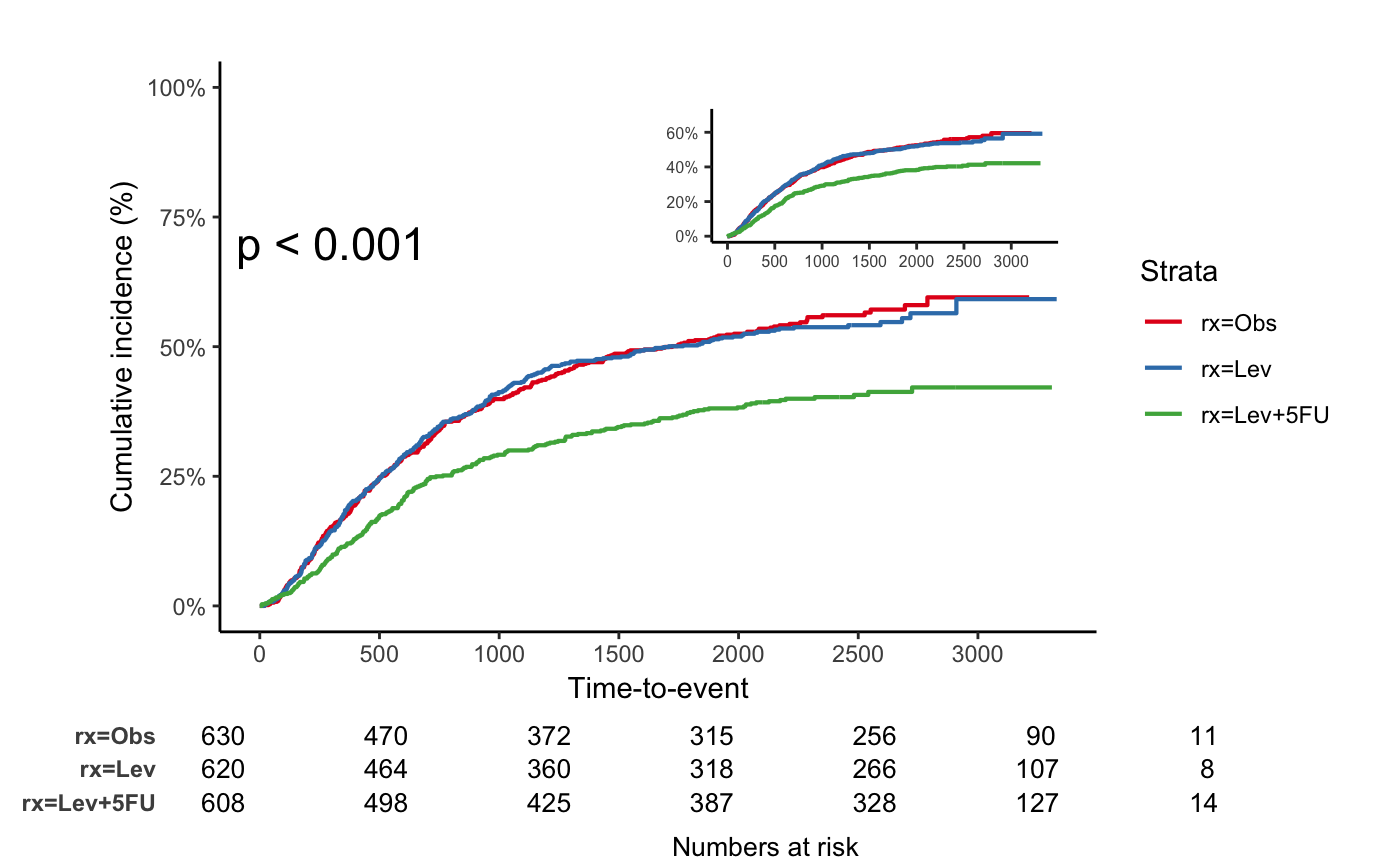 100%
75%
50%
25%
0%
Cumulative incidence (%)
p < 0.001
60%
40%
20%
0%
0 500 1000 1500 2000 2500 3000
Strata
rx=Obs
rx=Lev
rx=Lev+5FU
0 500 1000 1500 2000 2500 3000
Time-to-event
rx=Obs 630 470 372 315 256 90 11
rx=Lev 620 464 360 318 266 107 8
rx=Lev+5FU 608 498 425 387 328 127 14
Numbers at risk